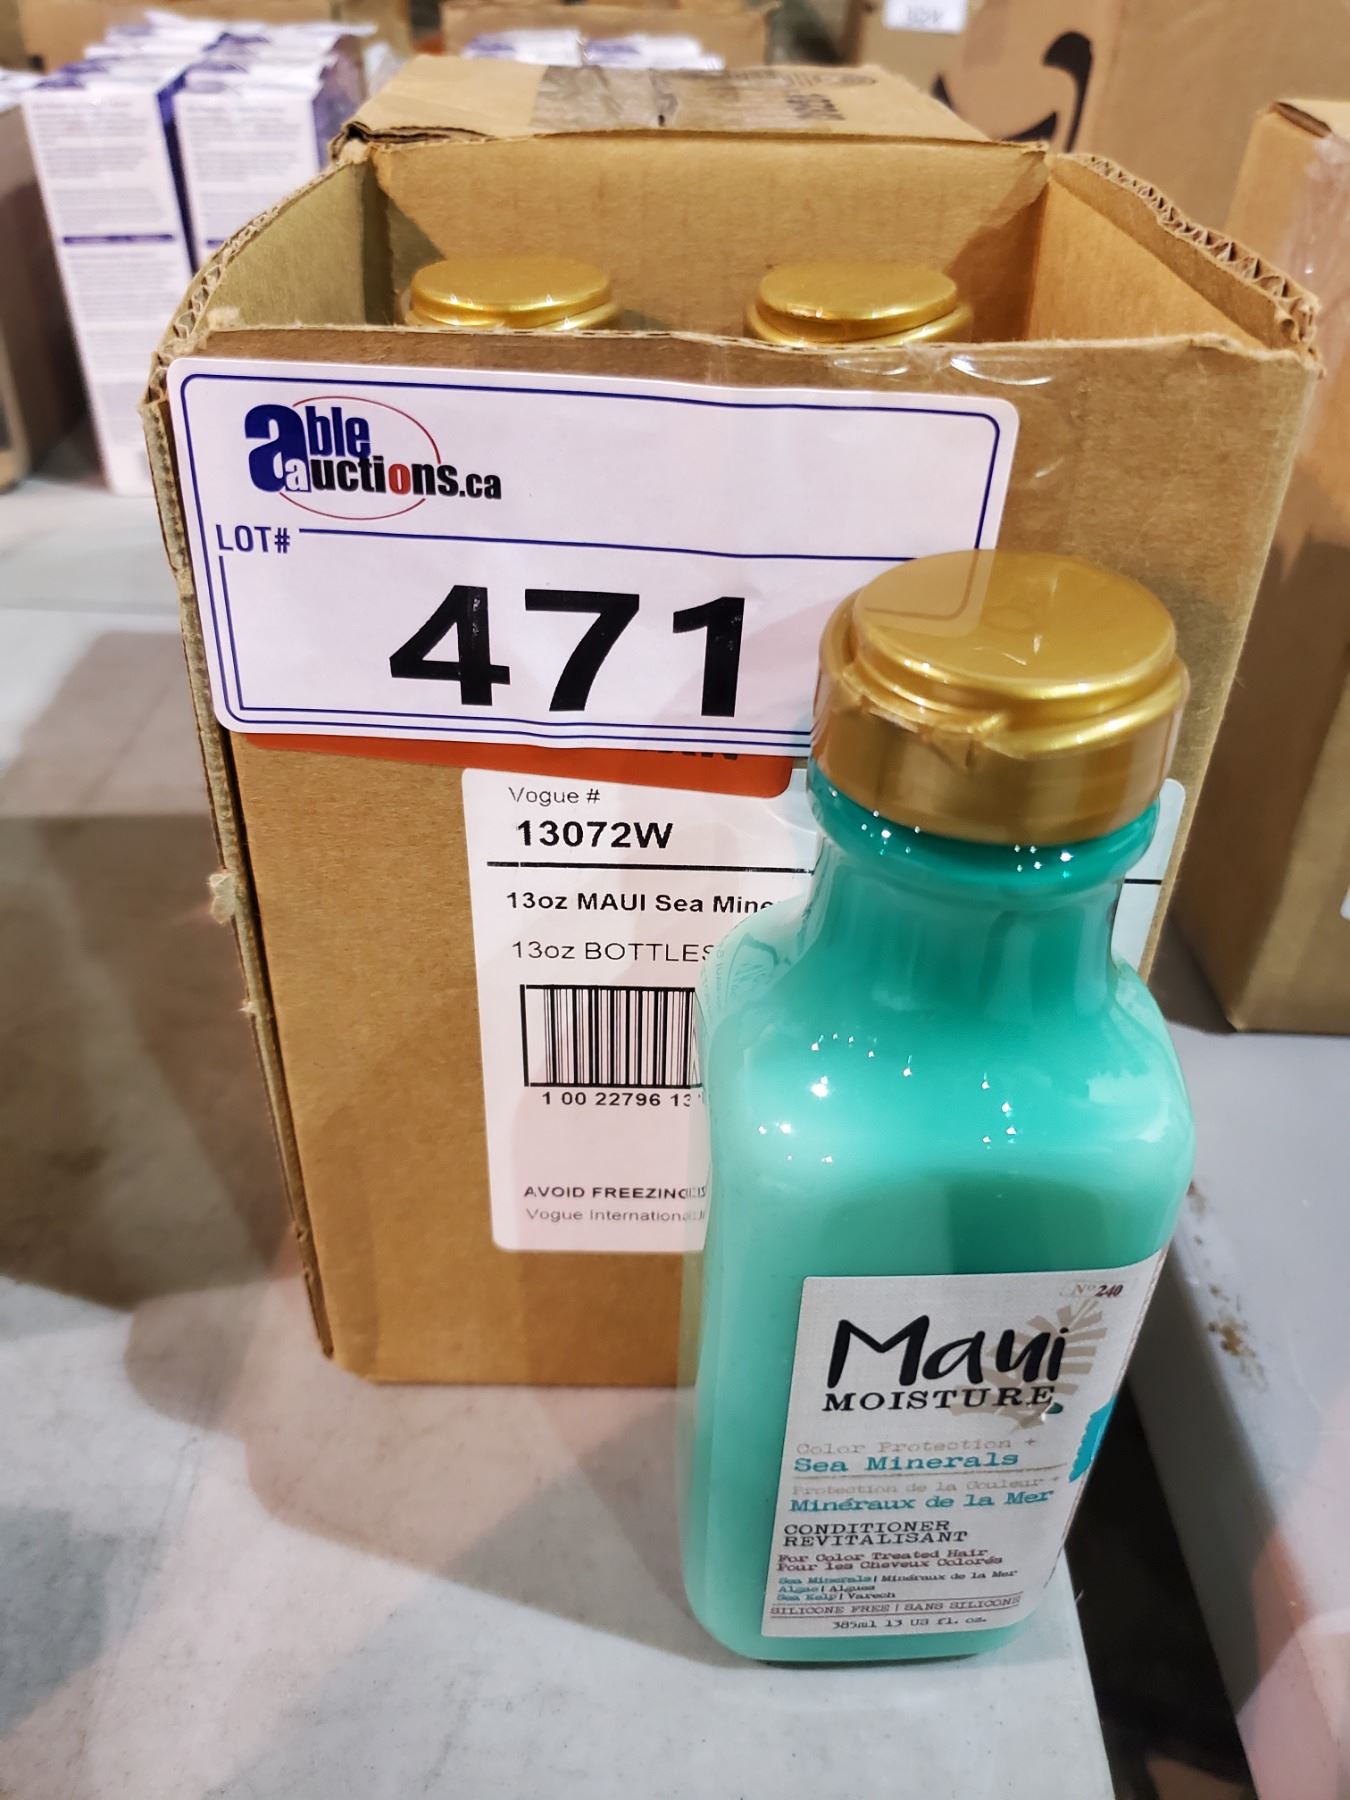 able
auctions.ca
LOT#
471
Vogue #
13072W
13oz MAUI Sea
13oz BOTTLES
1 00 22796
AVOID FREEZING
Vogue International
Nº 240
Maui
MOISTURE
Color Protection +
Sea Minerals
Protection de la Couleur +
Minéraux de la Mer
CONDITIONER
REVITALISANT
For Color Treated Hair
Pour les Cheveux Colorés
Sea Minerals | Minéraux de la Mer
Algae | Algues
Sea Kelp | Varech
SILICONE FREE | SANS SILICONE
385ml 13 US fl. oz.